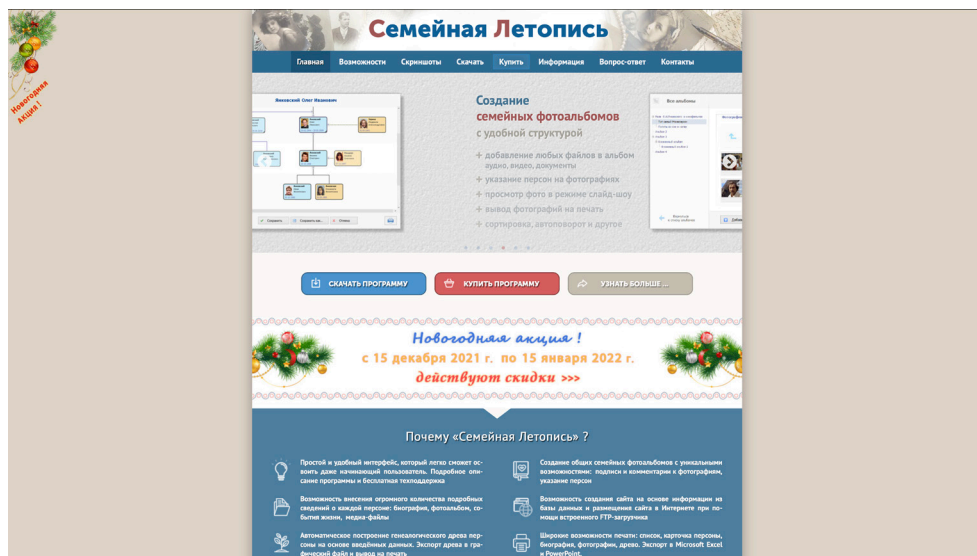 Семейная Летопись
Новогодняя
АКЦИЯ !
Главная Возможности Скриншоты Скачать Купить Информация Вопрос-ответ Контакты
Янковский Олег Иванович
Создание
семейных фотоальбомов
с удобной структурой
+ добавление любых файлов в альбом
аудио, видео, документы
+ указание персон на фотографиях
+ просмотр фото в режиме слайд-шоу
+ вывод фотографий на печать
+ сортировка, автоповорот и другое
Все альбомы
СКАЧАТЬ ПРОГРАММУ
КУПИТЬ ПРОГРАММУ
УЗНАТЬ БОЛЬШЕ ...
Новогодняя акция !
с 15 декабря 2021 г. по 15 января 2022 г.
действуют скидки >>>
Почему «Семейная Летопись» ?
Простой и удобный интерфейс, который легко сможет ос-
воить даже начинающий пользователь. Подробное опи-
сание программы и бесплатная техподдержка
Создание общих семейных фотоальбомов с уникальными
возможностями: подписи и комментарии к фотографиям,
указание персон
Возможность внесения огромного количества подробных
сведений о каждой персоне: биография, фотоальбом, со-
бытия жизни, медиа-файлы
Возможность создания сайта на основе информации из
базы данных и размещения сайта в Интернете при по-
мощи встроенного FTP-загрузчика
Автоматическое построение генеалогического древа пер-
соны на основе введённых данных. Экспорт древа в гра-
фический файл и вывод на печать
Широкие возможности печати: список, карточка персоны,
биография, фотографии, древо. Экспорт в Microsoft Excel
и PowerPoint.